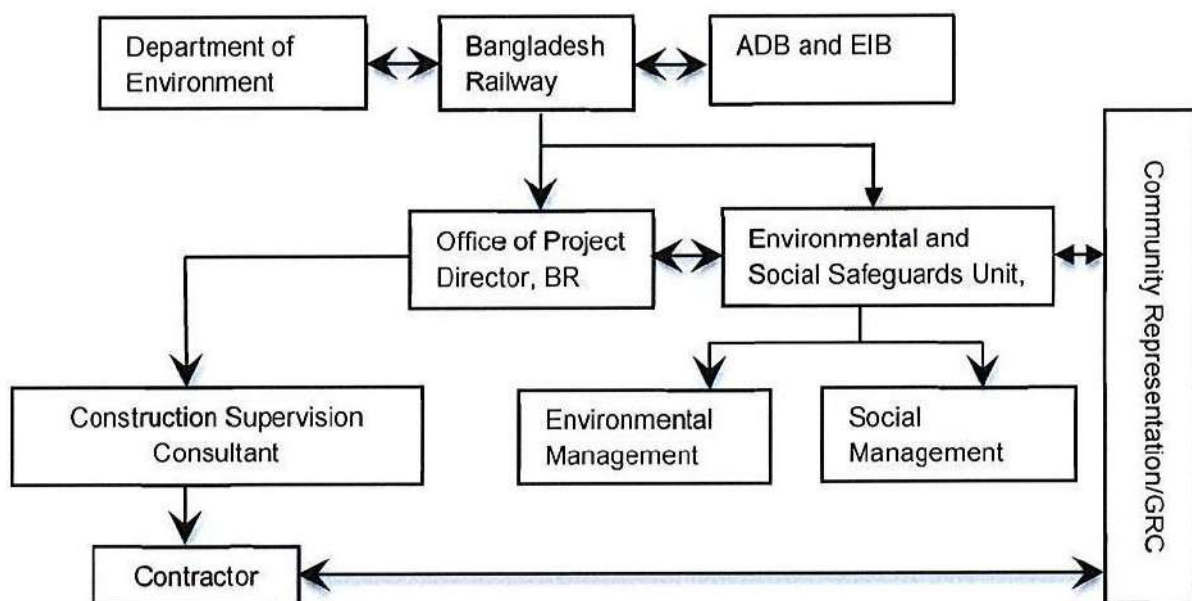 Department of
Environment
Bangladesh
Railway
ADB and EIB
Office of Project
Director, BR
Environmental and
Social Safeguards Unit,
Community Representation/GRC
Construction Supervision
Consultant
Environmental
Management
Social
Management
Contractor